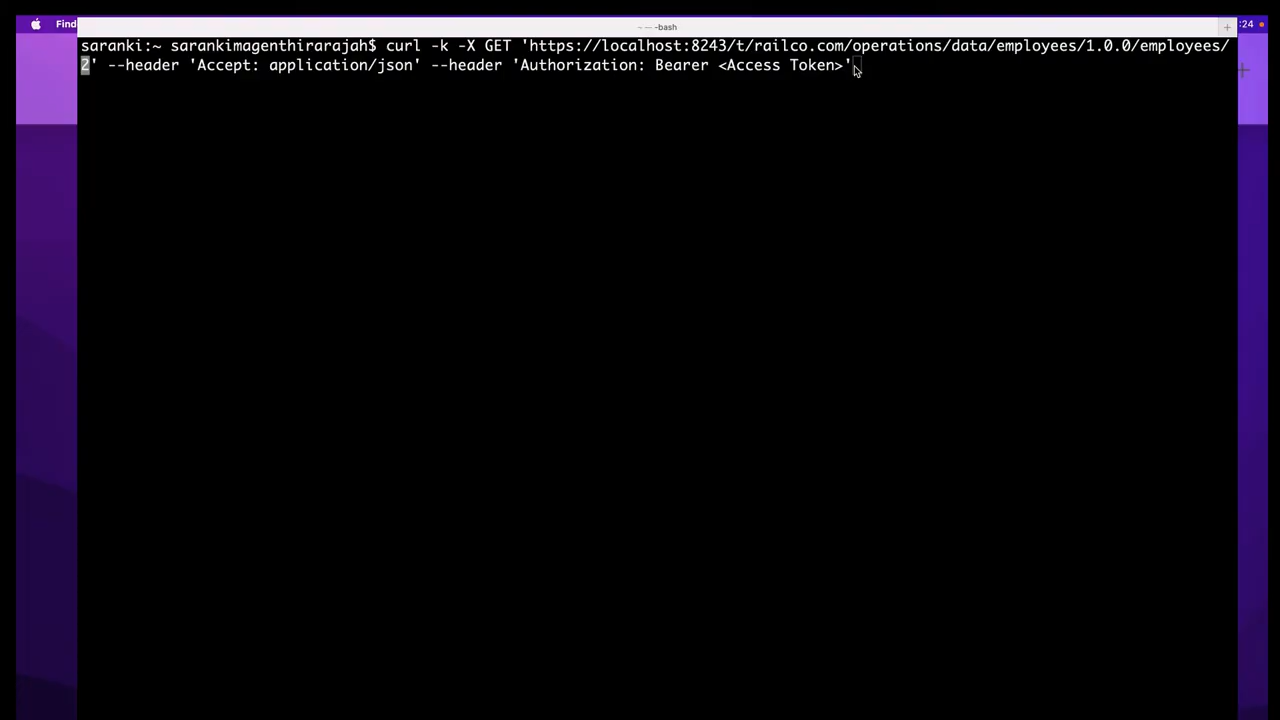 Find
~ — -bash
:24
saranki:~ sarankimagenthirarajah$ curl -k -X GET 'https://localhost:8243/t/railco.com/operations/data/employees/1.0.0/employees/
2' --header 'Accept: application/json' --header 'Authorization: Bearer <Access Token>'